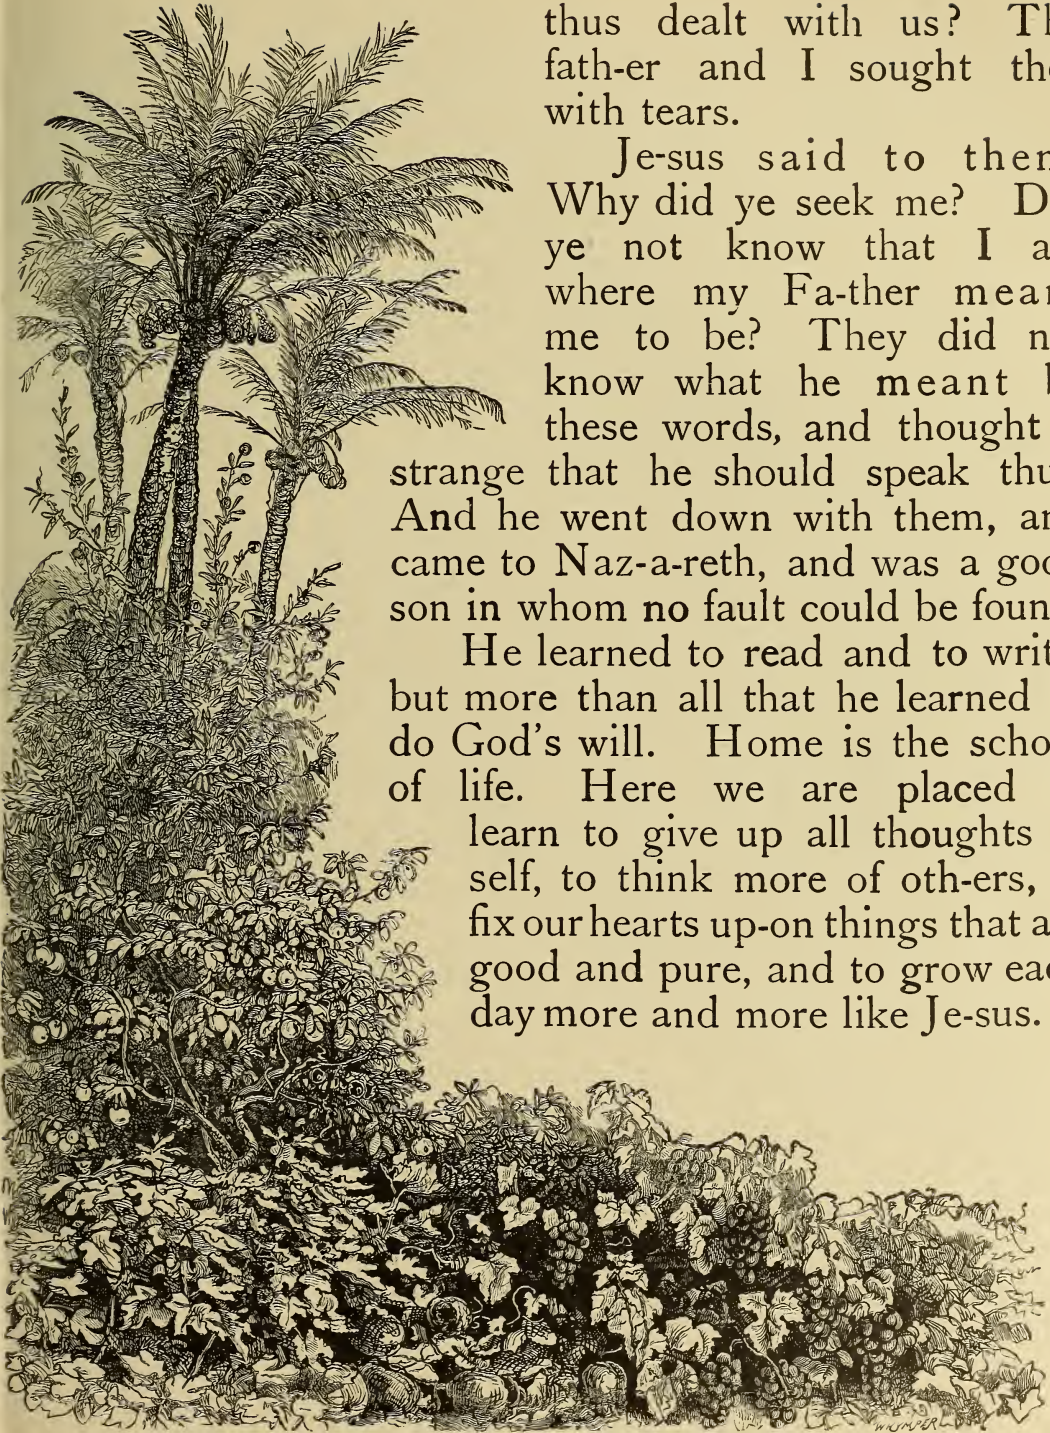 thus dealt with us? Th
fath-er and I sought the
with tears.
Je-sus said to them
Why did ye seek me? D
ye not know that I a
where my Fa-ther mean
me to be? They did n
know what he meant b
these words, and thought
strange that he should speak thu
And he went down with them, an
came to Naz-a-reth, and was a goo
son in whom no fault could be foun
He learned to read and to writ
but more than all that he learned
do God's will. Home is the scho
of life. Here we are placed
learn to give up all thoughts
self, to think more of oth-ers,
fix our hearts up-on things that a
good and pure, and to grow eac
day more and more like Je-sus.
WHYMPER